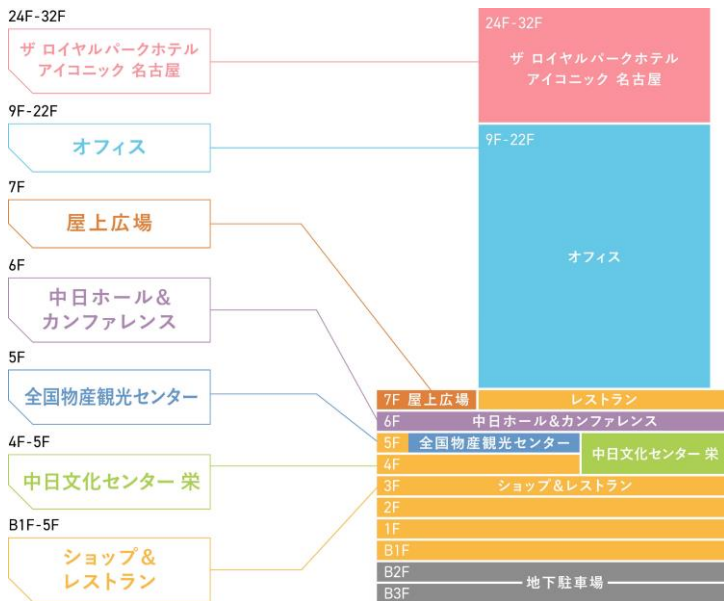 24F-32F
ザ ロイヤルパークホテル
アイコニック 名古屋
9F-22F
オフィス
7F
屋上広場
6F
中日ホール&
カンファレンス
5F
全国物産観光センター
4F-5F
中日文化センター 栄
B1F-5F
ショップ&
レストラン
24F-32F
ザ ロイヤルパークホテル
アイコニック 名古屋
9F-22F
オフィス
7F 屋上広場
レストラン
6F
中日ホール&カンファレンス
5F
全国物産観光センター
中日文化センター 栄
4F
3F
ショップ&レストラン
2F
1F
B1F
B2F
地下駐車場
B3F